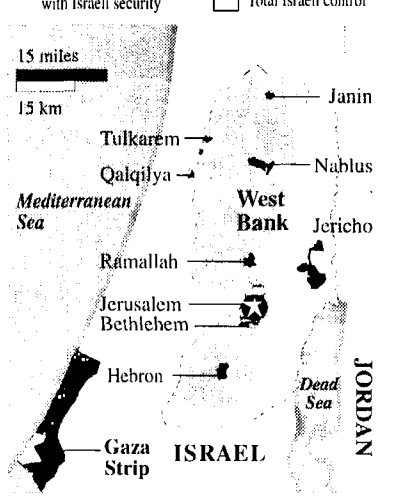 with Israeli security
Total Israeli control
15 miles
15 km
Janin
Tulkarem
Nablus
Qalqilya
Mediterranean
Sea
West
Bank
Jericho
Ramallah
Jerusalem
Bethlehem
Hebron
Dead
Sea
JORDAN
Gaza
Strip
ISRAEL